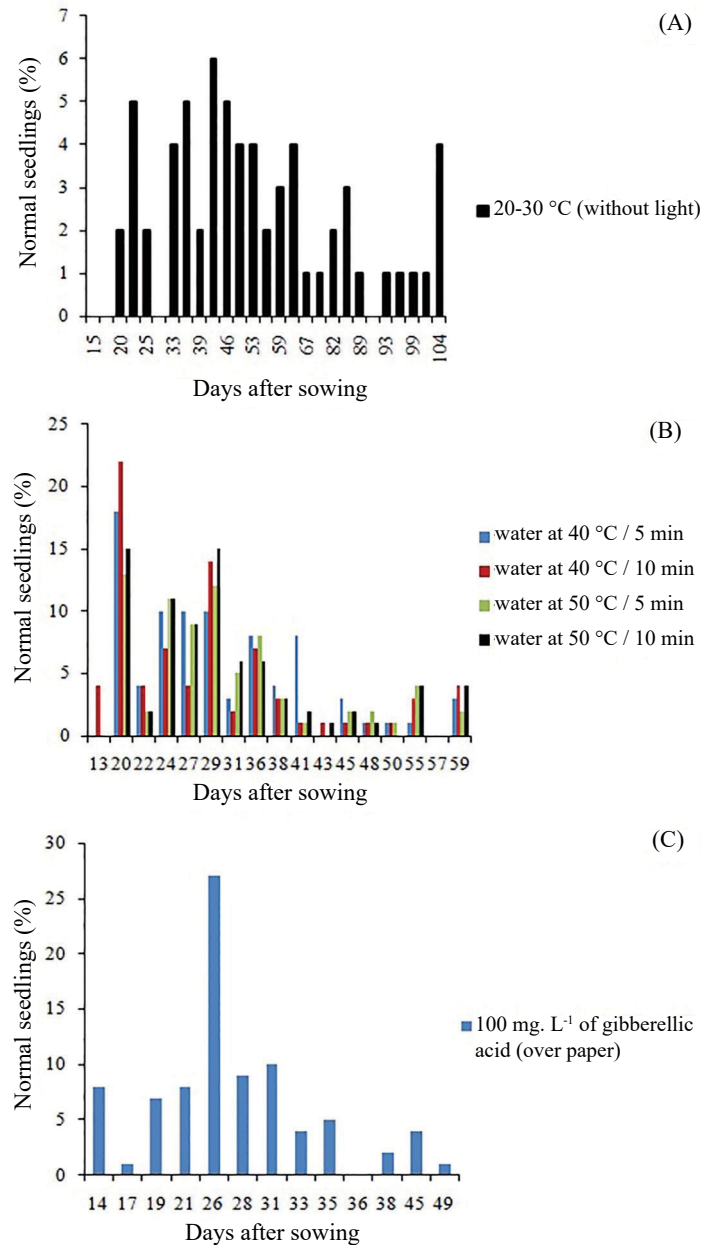 (A)
7
6
5
4
3
2
1
0
Normal seedlings (%)
15 20 25 33 39 46 53 59 67 82 89 93 99 104
Days after sowing
20-30 °C (without light)
(B)
25
20
15
10
5
0
Normal seedlings (%)
13 20 22 24 27 29 31 36 38 41 43 45 48 50 55 57 59
Days after sowing
water at 40 °C / 5 min
water at 40 °C / 10 min
water at 50 °C / 5 min
water at 50 °C / 10 min
(C)
30
25
20
15
10
5
0
Normal seedlings (%)
14 17 19 21 26 28 31 33 35 36 38 45 49
Days after sowing
100 mg. L⁻¹ of gibberellic
acid (over paper)